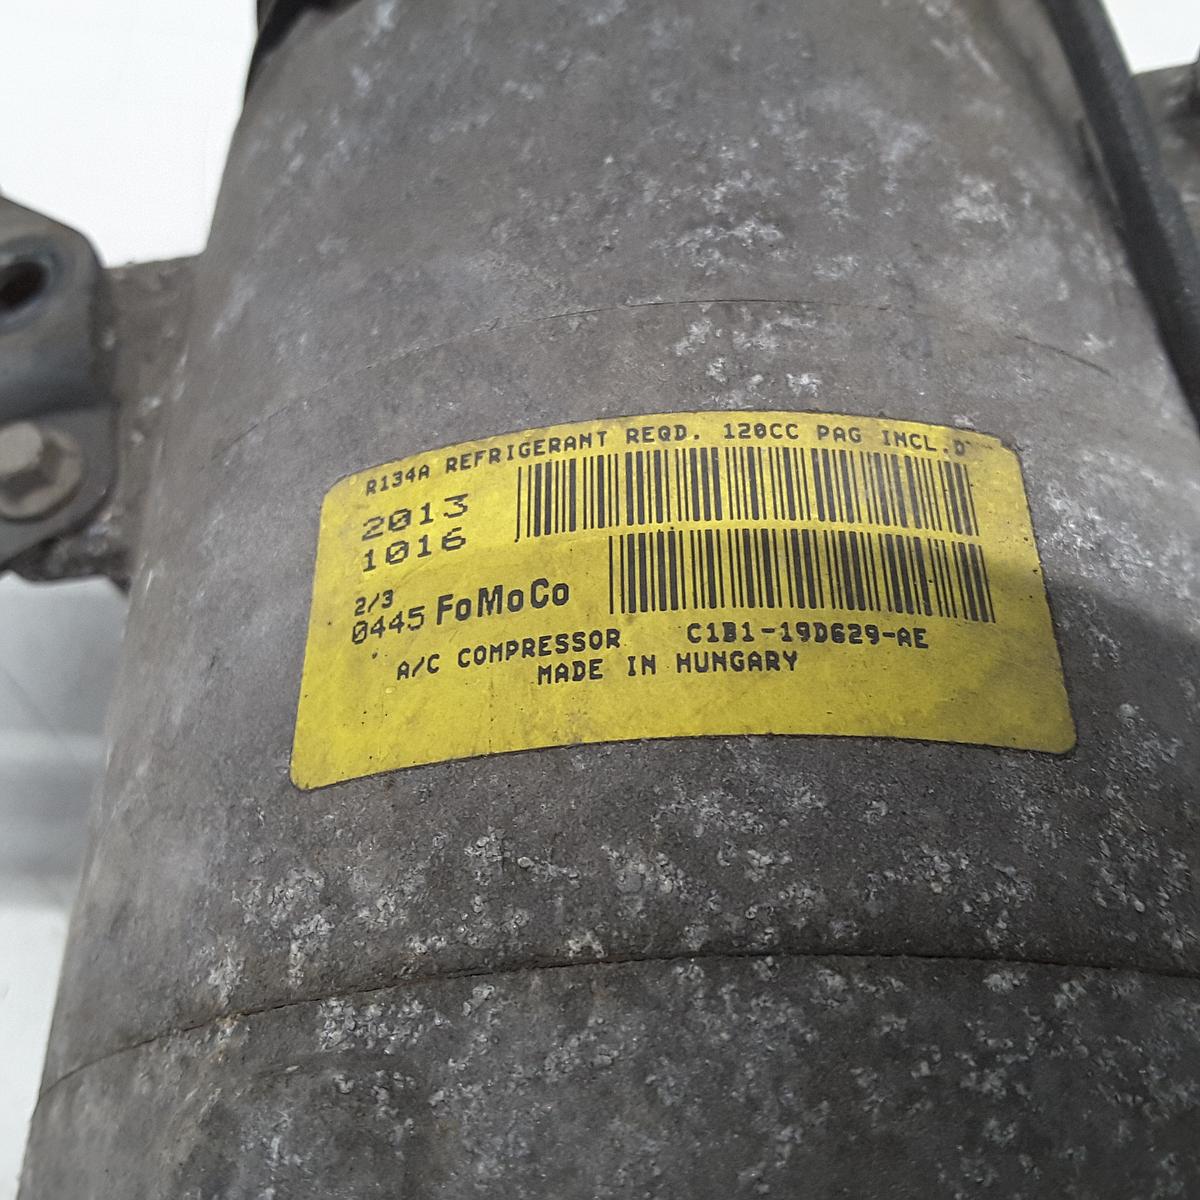 R134A REFRIGERANT REQD. 120CC PAG INCL.D
2013
1016
2/3
0445 FoMoCo
A/C COMPRESSOR C1B1-19D629-AE
MADE IN HUNGARY